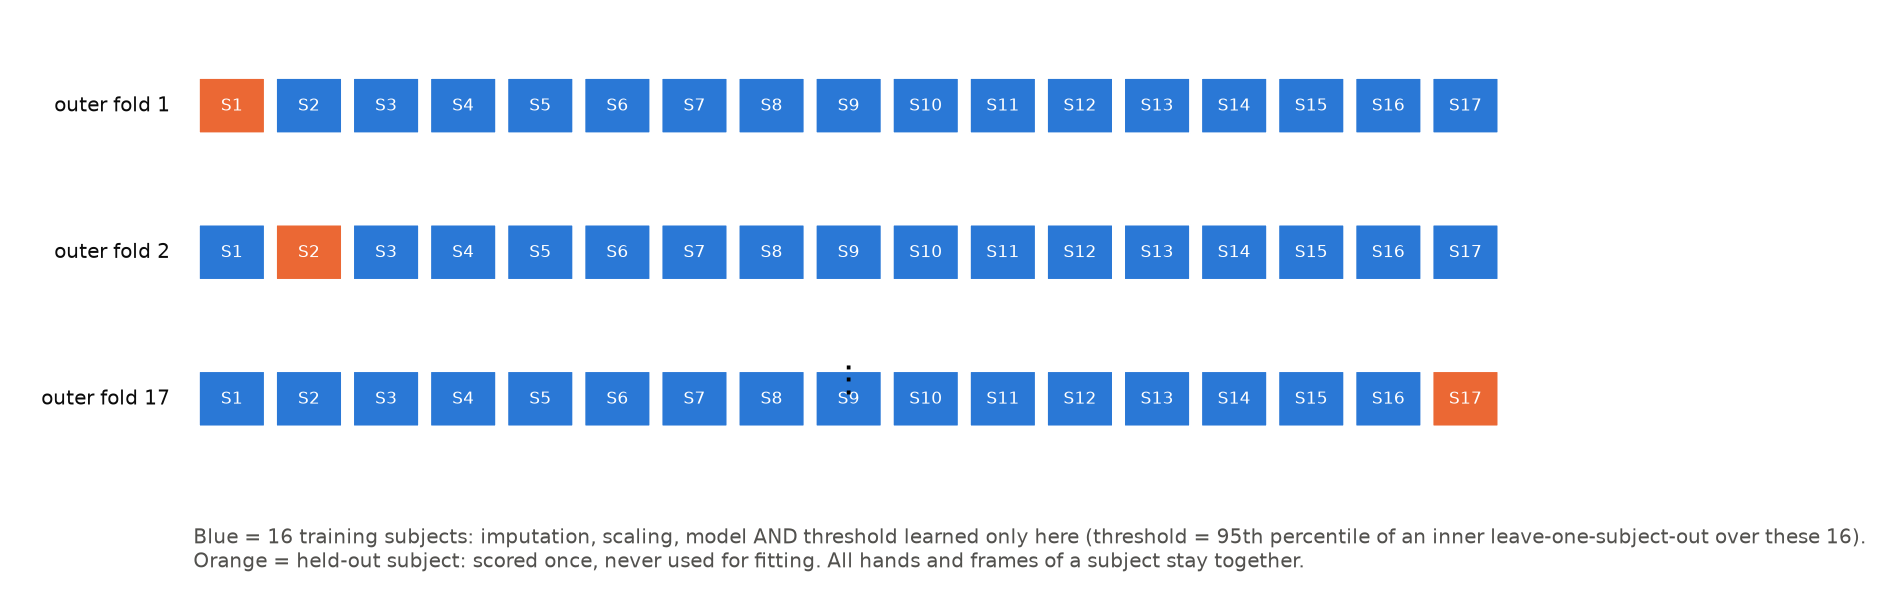 outer fold 1 S1 S2 S3 S4 S5 S6 S7 S8 S9 S10 S11 S12 S13 S14 S15 S16 S17
outer fold 2 S1 S2 S3 S4 S5 S6 S7 S8 S9 S10 S11 S12 S13 S14 S15 S16 S17
⋮
outer fold 17 S1 S2 S3 S4 S5 S6 S7 S8 S9 S10 S11 S12 S13 S14 S15 S16 S17
Blue = 16 training subjects: imputation, scaling, model AND threshold learned only here (threshold = 95th percentile of an inner leave-one-subject-out over these 16).
Orange = held-out subject: scored once, never used for fitting. All hands and frames of a subject stay together.